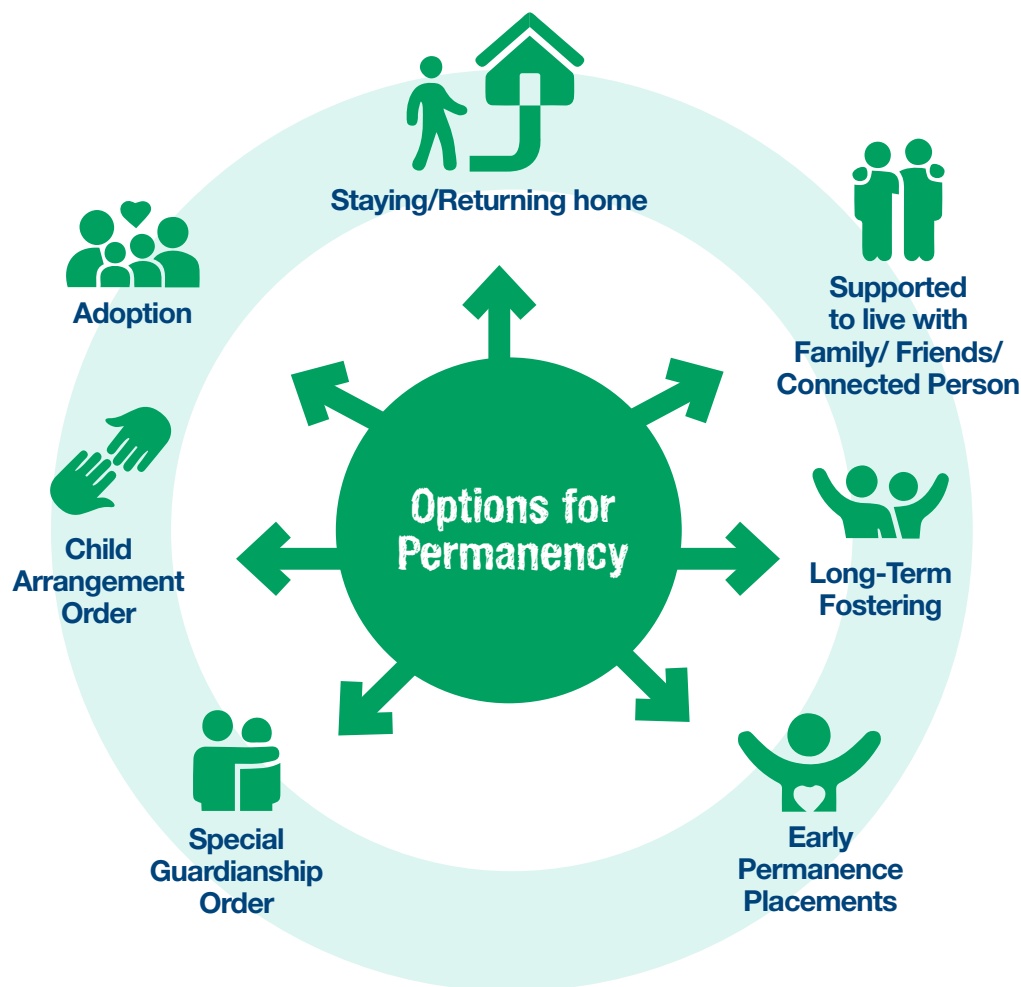 Options for
Permanency
Staying/Returning home
Supported
to live with
Family/ Friends/
Connected Person
Long-Term
Fostering
Early
Permanence
Placements
Special
Guardianship
Order
Child
Arrangement
Order
Adoption